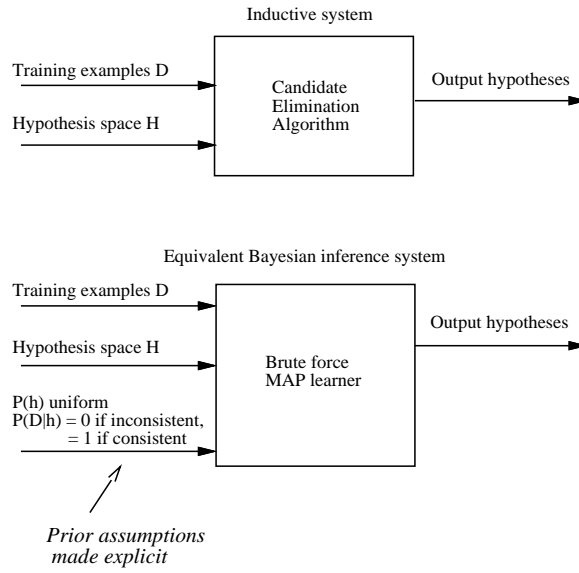 Inductive system
Training examples D
Hypothesis space H
Candidate
Elimination
Algorithm
Output hypotheses
Equivalent Bayesian inference system
Training examples D
Hypothesis space H
P(h) uniform
P(D|h) = 0 if inconsistent,
= 1 if consistent
Brute force
MAP learner
Output hypotheses
Prior assumptions
made explicit